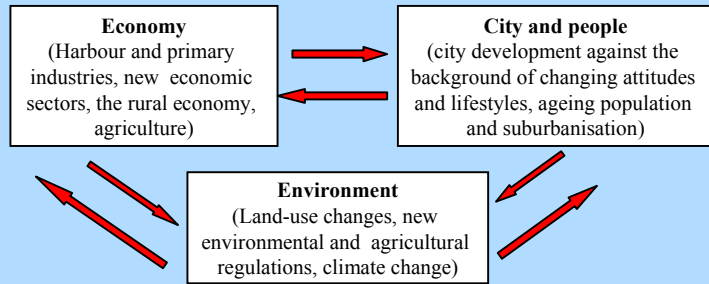 Economy
(Harbour and primary
industries, new economic
sectors, the rural economy,
agriculture)
City and people
(city development against the
background of changing attitudes
and lifestyles, ageing population
and suburbanisation)
Environment
(Land-use changes, new
environmental and agricultural
regulations, climate change)